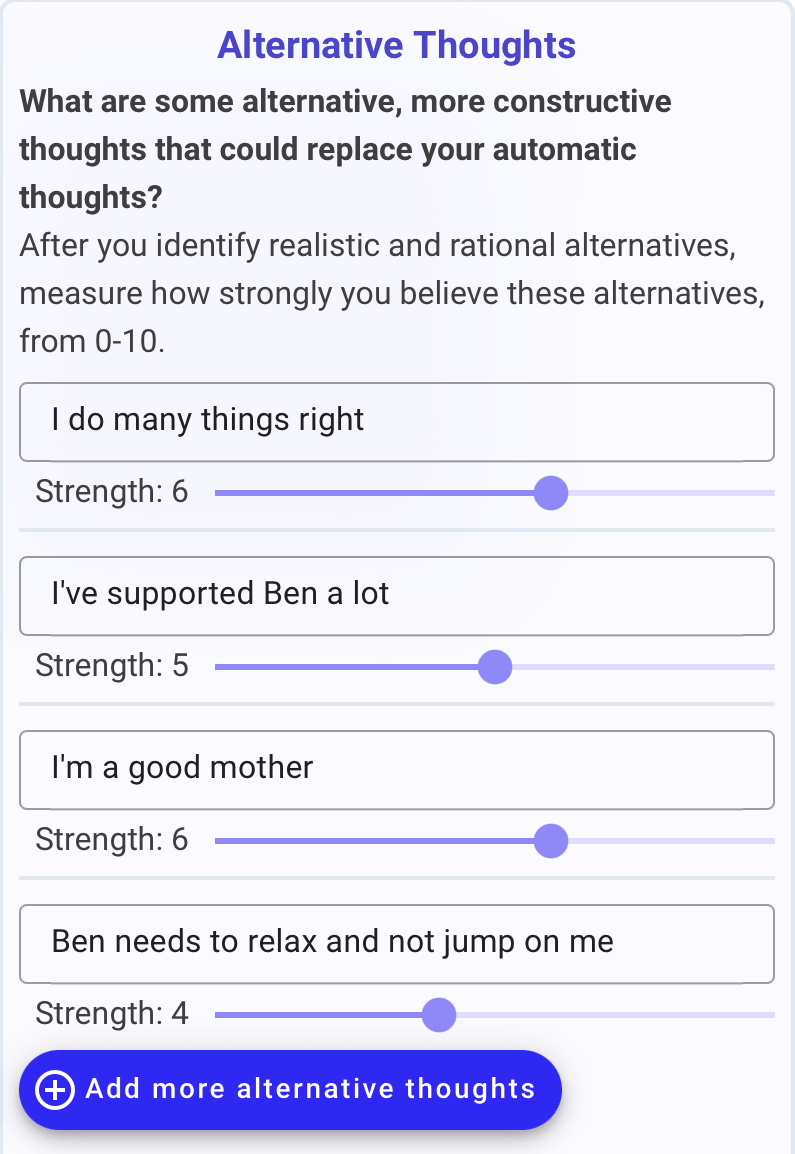 Alternative Thoughts
What are some alternative, more constructive
thoughts that could replace your automatic
thoughts?
After you identify realistic and rational alternatives,
measure how strongly you believe these alternatives,
from 0-10.
I do many things right
Strength: 6
I've supported Ben a lot
Strength: 5
I'm a good mother
Strength: 6
Ben needs to relax and not jump on me
Strength: 4
Add more alternative thoughts